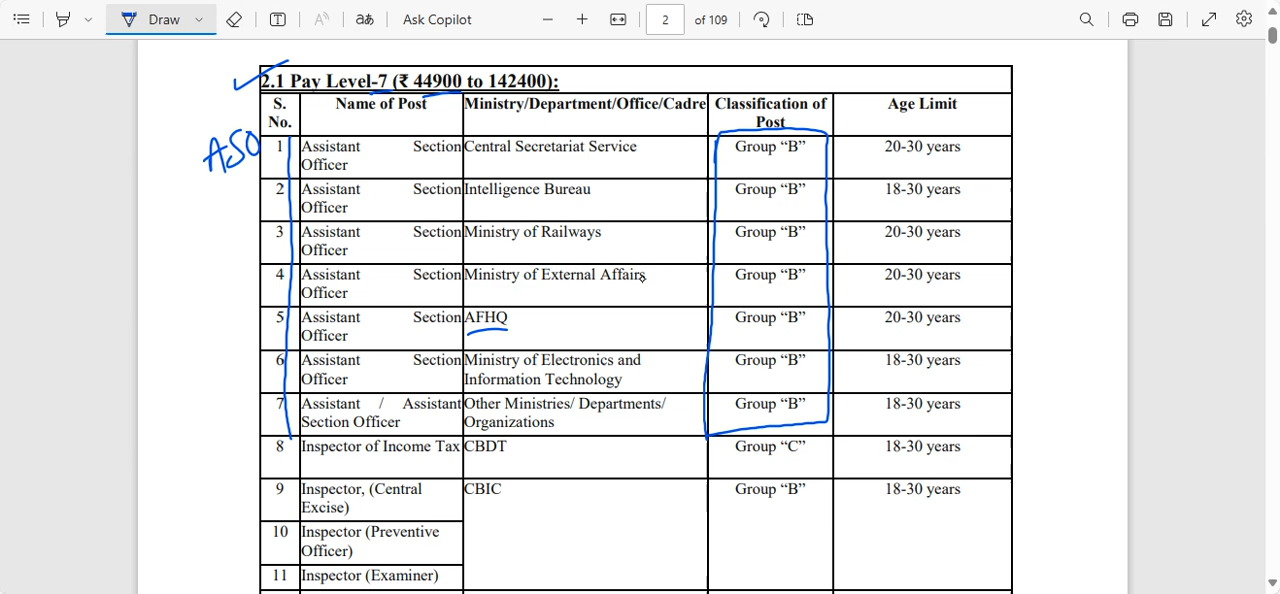 Draw
Ask Copilot
2 of 109
2.1 Pay Level-7 (₹ 44900 to 142400):
S. No. Name of Post Ministry/Department/Office/Cadre Classification of Post Age Limit
ASO
1 Assistant Section Officer Central Secretariat Service Group “B” 20-30 years
2 Assistant Section Officer Intelligence Bureau Group “B” 18-30 years
3 Assistant Section Officer Ministry of Railways Group “B” 20-30 years
4 Assistant Section Officer Ministry of External Affairs Group “B” 20-30 years
5 Assistant Section Officer AFHQ Group “B” 20-30 years
6 Assistant Section Officer Ministry of Electronics and Information Technology Group “B” 18-30 years
7 Assistant / Assistant Section Officer Other Ministries/ Departments/ Organizations Group “B” 18-30 years
8 Inspector of Income Tax CBDT Group “C” 18-30 years
9 Inspector, (Central Excise) CBIC Group “B” 18-30 years
10 Inspector (Preventive Officer)
11 Inspector (Examiner)